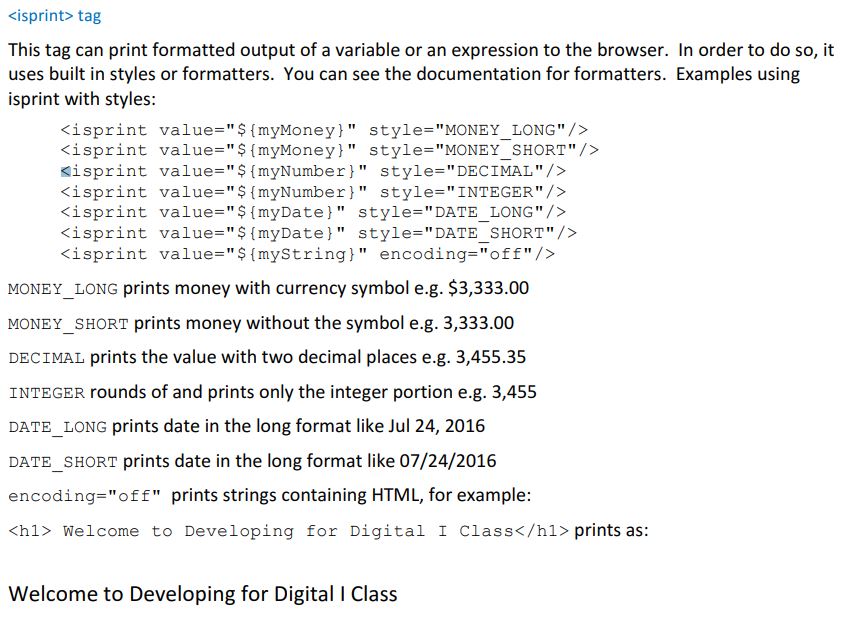 <isprint> tag
This tag can print formatted output of a variable or an expression to the browser.  In order to do so, it
uses built in styles or formatters.  You can see the documentation for formatters.  Examples using
isprint with styles:
<isprint value="${myMoney}" style="MONEY_LONG"/>
<isprint value="${myMoney}" style="MONEY_SHORT"/>
<isprint value="${myNumber}" style="DECIMAL"/>
<isprint value="${myNumber}" style="INTEGER"/>
<isprint value="${myDate}" style="DATE_LONG"/>
<isprint value="${myDate}" style="DATE_SHORT"/>
<isprint value="${myString}" encoding="off"/>
MONEY_LONG prints money with currency symbol e.g. $3,333.00
MONEY_SHORT prints money without the symbol e.g. 3,333.00
DECIMAL prints the value with two decimal places e.g. 3,455.35
INTEGER rounds of and prints only the integer portion e.g. 3,455
DATE_LONG prints date in the long format like Jul 24, 2016
DATE_SHORT prints date in the long format like 07/24/2016
encoding="off"  prints strings containing HTML, for example:
<h1> Welcome to Developing for Digital I Class</h1> prints as:
Welcome to Developing for Digital I Class